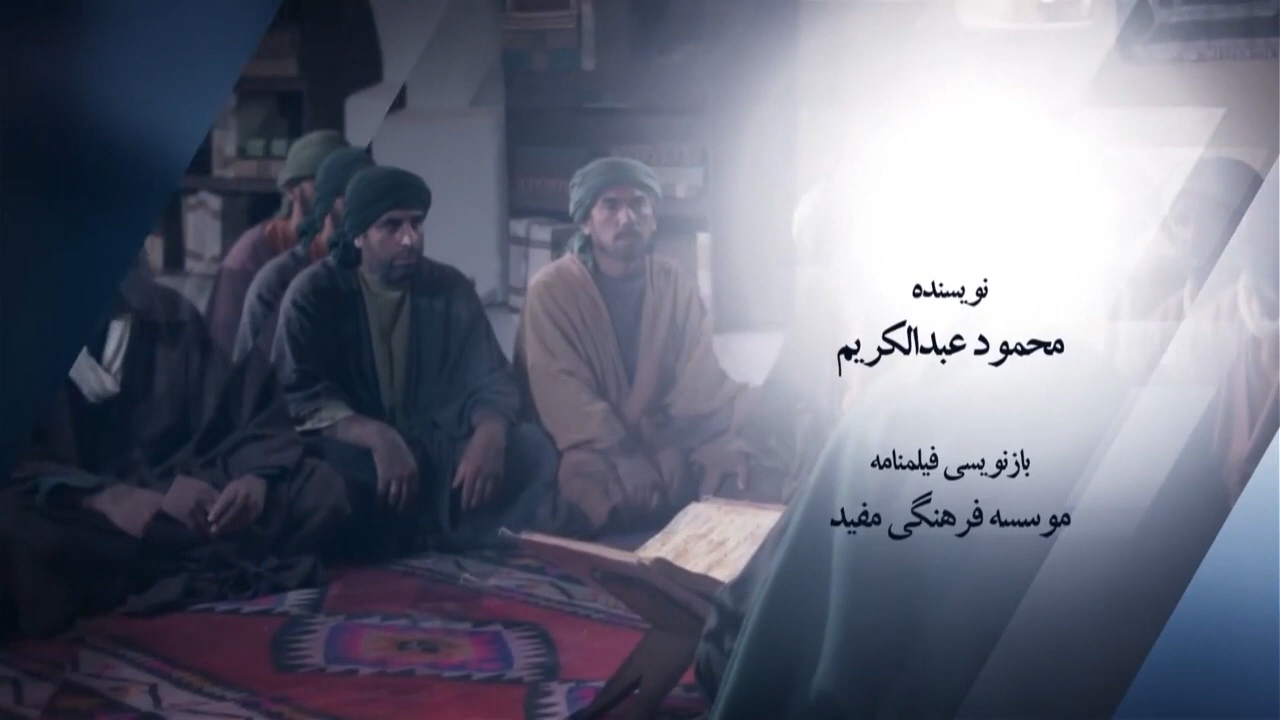 نویسنده
محمود عبدالکریم
بازنویسی فیلمنامه
موسسه فرهنگی مفید